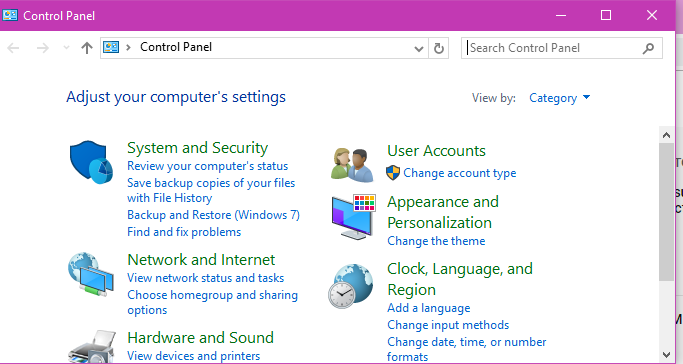 Control Panel
Control Panel
Search Control Panel
Adjust your computer's settings
View by:
Category
System and Security
Review your computer's status
Save backup copies of your files
with File History
Backup and Restore (Windows 7)
Find and fix problems
Network and Internet
View network status and tasks
Choose homegroup and sharing
options
Hardware and Sound
View devices and printers
User Accounts
Change account type
Appearance and
Personalization
Change the theme
Clock, Language, and
Region
Add a language
Change input methods
Change date, time, or number
formats